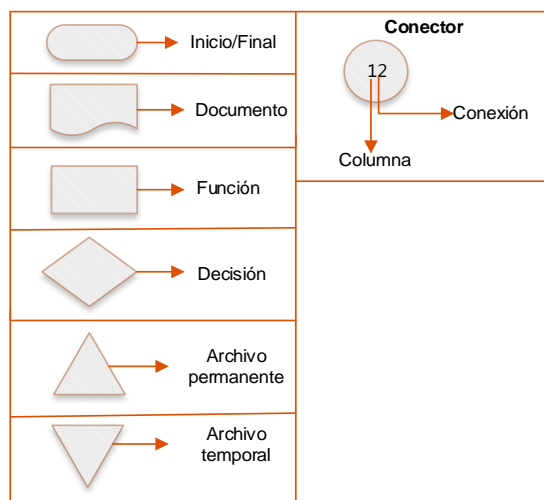 Inicio/Final
Documento
Función
Decisión
Archivo
permanente
Archivo
temporal
Conector
12
Conexión
Columna